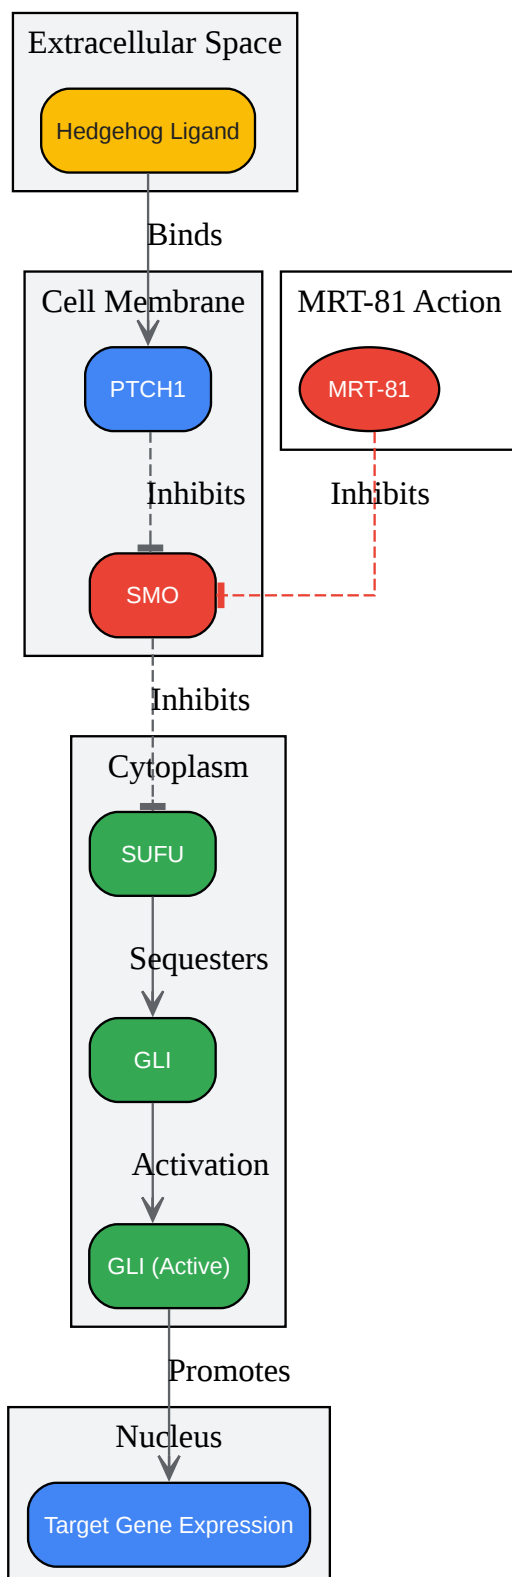 Extracellular Space
Hedgehog Ligand
Binds
Cell Membrane
MRT-81 Action
PTCH1
MRT-81
Inhibits
Inhibits
SMO
Inhibits
Cytoplasm
SUFU
Sequesters
GLI
Activation
GLI (Active)
Promotes
Nucleus
Target Gene Expression